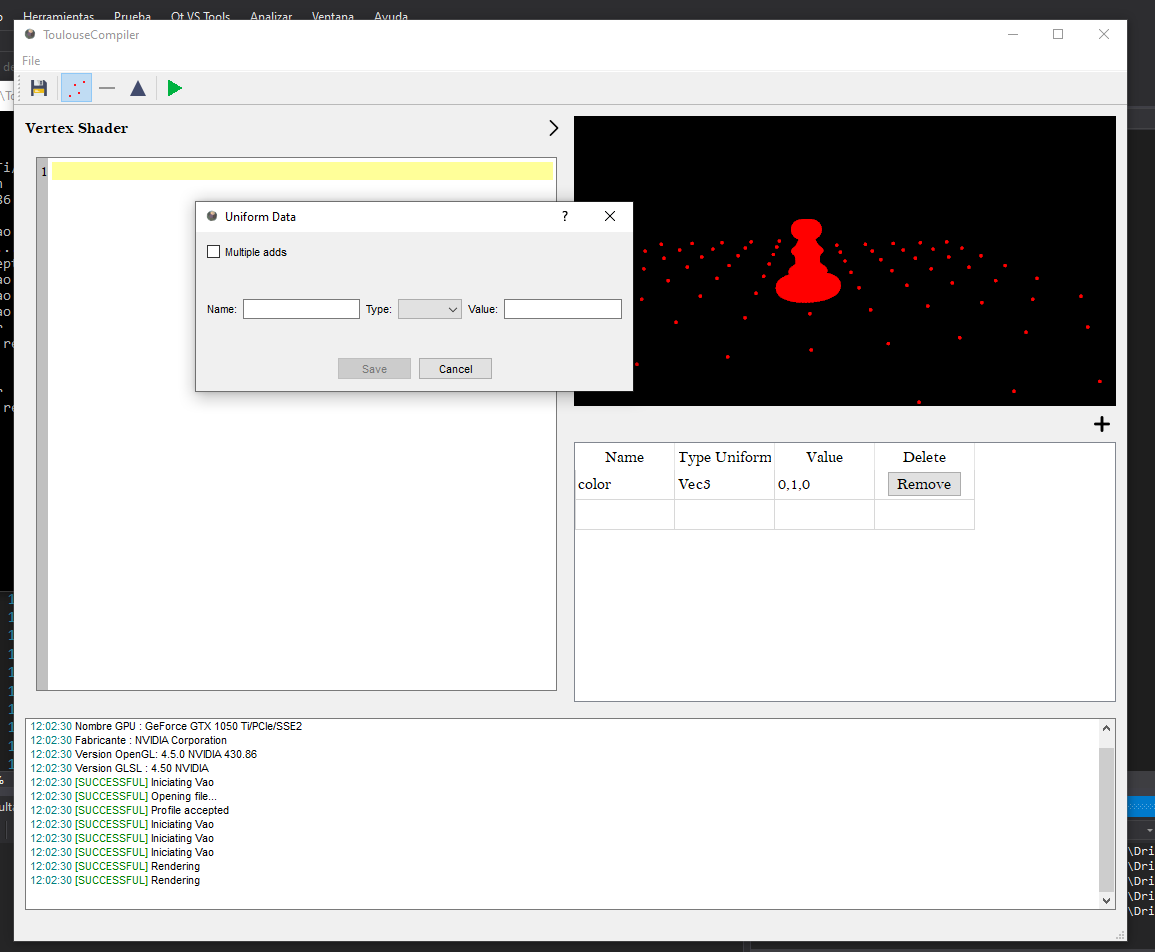 Herramientas Prueba Qt VS Tools Analizar Ventana Ayuda
ToulouseCompiler
File
Vertex Shader
1
Uniform Data ?
Multiple adds
Name: Type: Value:
Save Cancel
Name Type Uniform Value Delete
color Vec3 0,1,0 Remove
12:02:30 Nombre GPU : GeForce GTX 1050 Ti/PCIe/SSE2
12:02:30 Fabricante : NVIDIA Corporation
12:02:30 Version OpenGL: 4.5.0 NVIDIA 430.86
12:02:30 Version GLSL : 4.50 NVIDIA
12:02:30 [SUCCESSFUL] Iniciating Vao
12:02:30 [SUCCESSFUL] Opening file...
12:02:30 [SUCCESSFUL] Profile accepted
12:02:30 [SUCCESSFUL] Iniciating Vao
12:02:30 [SUCCESSFUL] Iniciating Vao
12:02:30 [SUCCESSFUL] Iniciating Vao
12:02:30 [SUCCESSFUL] Rendering
12:02:30 [SUCCESSFUL] Rendering
\Dri
\Dri
\Dri
\Dri
\Dri